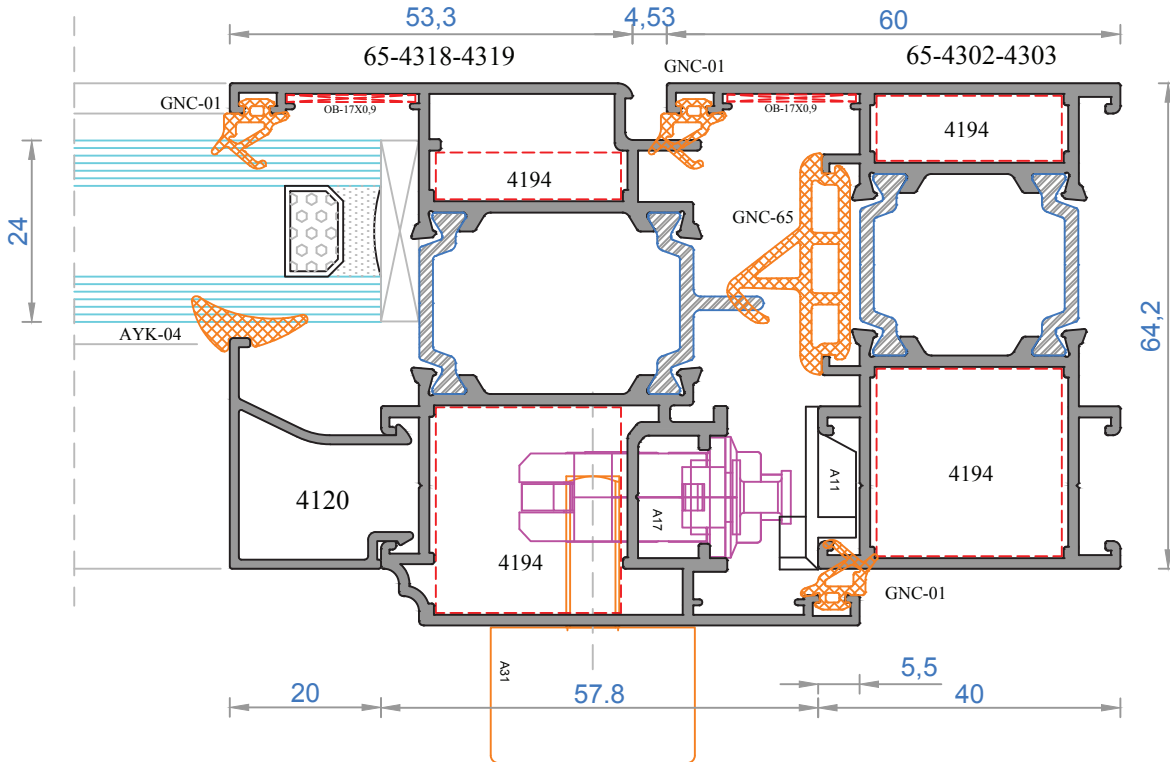 53,3
4,53
60
65-4318-4319
65-4302-4303
GNC-01
GNC-01
OB-17X0,9
OB-17X0,9
4194
4194
24
GNC-65
64,2
AYK-04
4120
4194
A17
A11
4194
GNC-01
A31
5,5
20
57.8
40